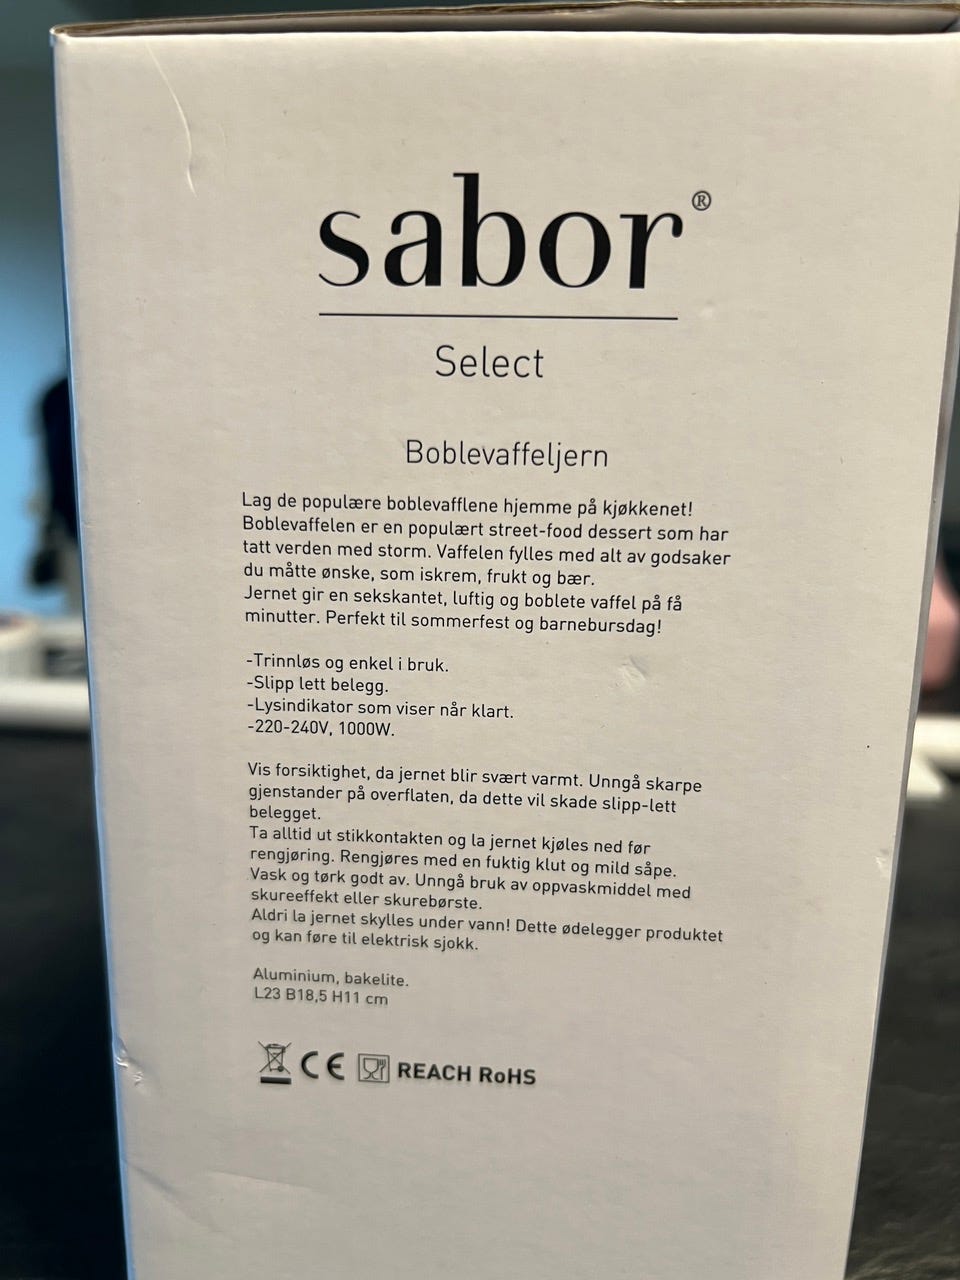 sabor®
Select
Boblevaffeljern
Lag de populære boblevafflene hjemme på kjøkkenet!
Boblevaffelen er en populært street-food dessert som har
tatt verden med storm. Vaffelen fylles med alt av godsaker
du måtte ønske, som iskrem, frukt og bær.
Jernet gir en sekskantet, luftig og boblete vaffel på få
minutter. Perfekt til sommerfest og barnebursdag!
-Trinnløs og enkel i bruk.
-Slipp lett belegg.
-Lysindikator som viser når klart.
-220-240V, 1000W.
Vis forsiktighet, da jernet blir svært varmt. Unngå skarpe
gjenstander på overflaten, da dette vil skade slipp-lett
belegget.
Ta alltid ut stikkontakten og la jernet kjøles ned før
rengjøring. Rengjøres med en fuktig klut og mild såpe.
Vask og tørk godt av. Unngå bruk av oppvaskmiddel med
skureeffekt eller skurebørste.
Aldri la jernet skylles under vann! Dette ødelegger produktet
og kan føre til elektrisk sjokk.
Aluminium, bakelite.
L23 B18,5 H11 cm
CE REACH RoHS